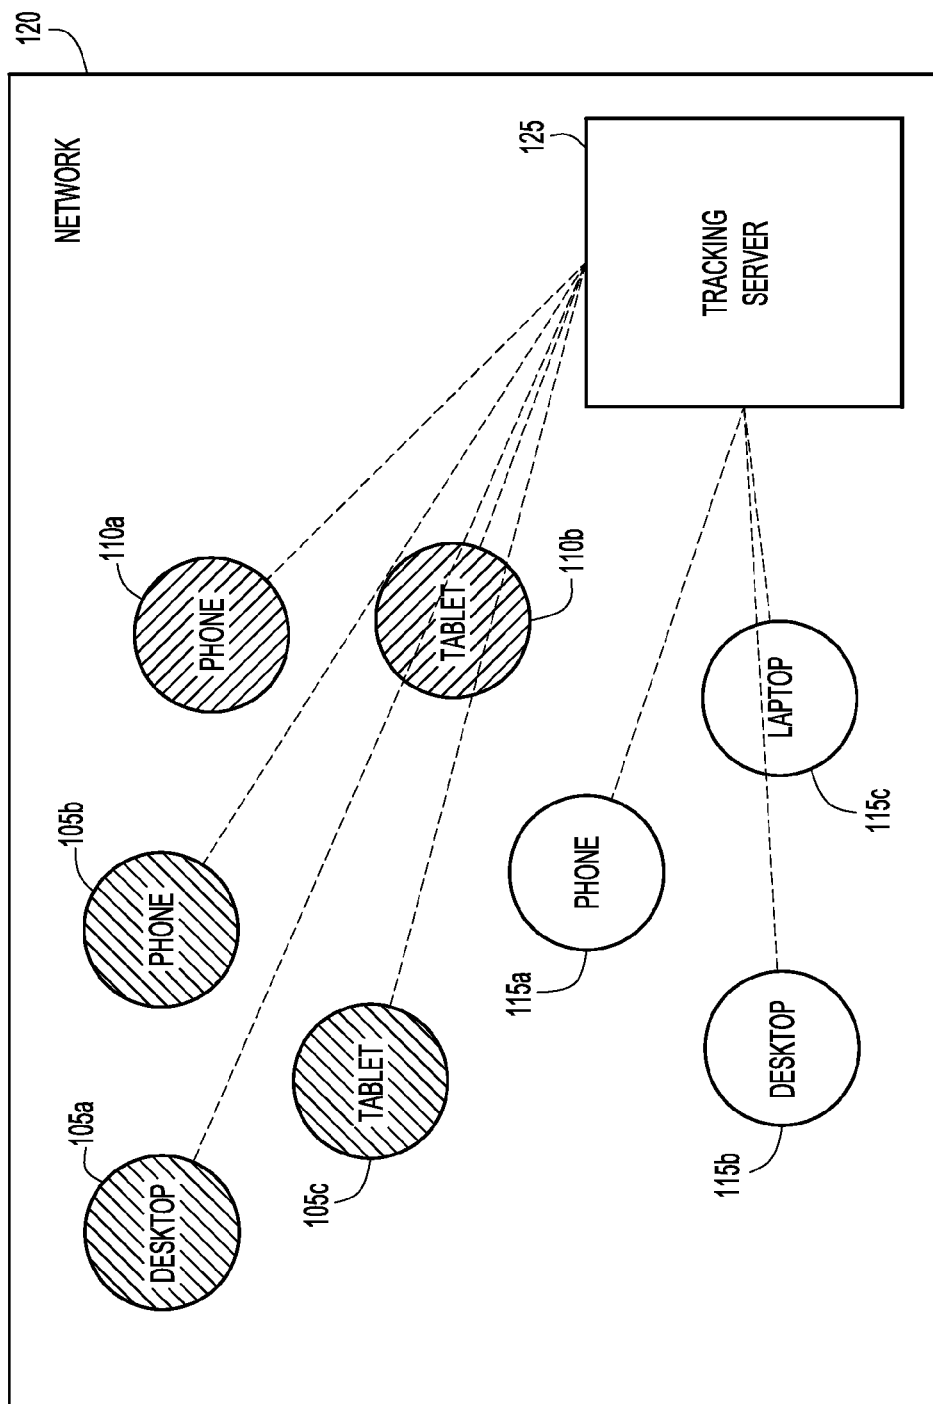 120
NETWORK
105b
105a
110a
DESKTOP
PHONE
PHONE
105c
TABLET
TABLET
110b
115a
125
PHONE
TRACKING
SERVER
115b
DESKTOP
LAPTOP
115c